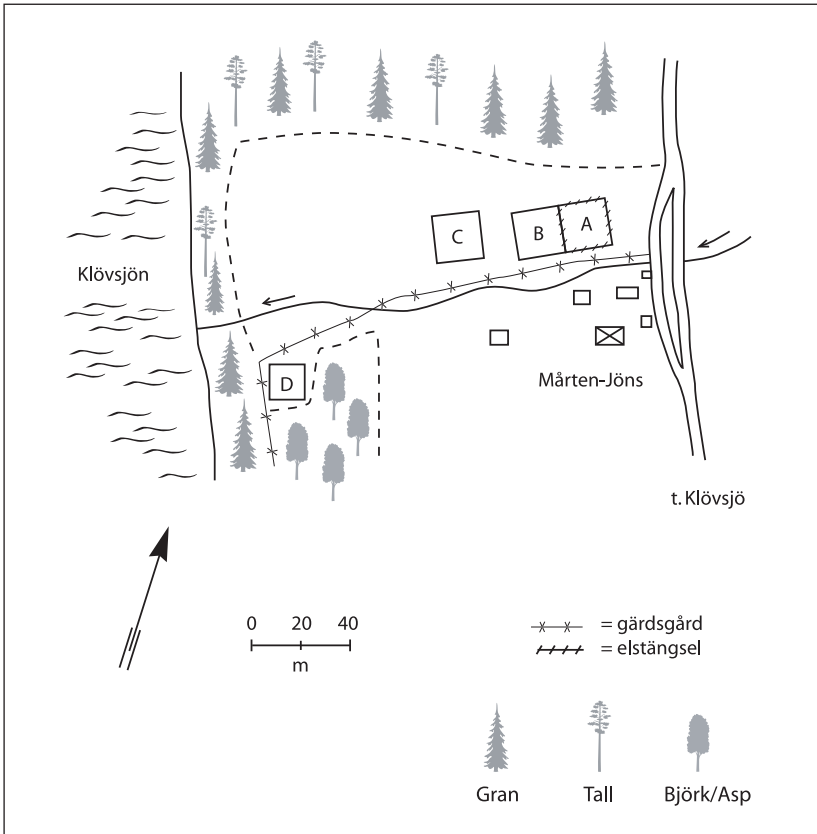 A
B
C
Klövsjön
D
Mårten-Jöns
t. Klövsjö
0 20 40
m
= gärdsgård
= elstängsel
Gran Tall Björk/Asp